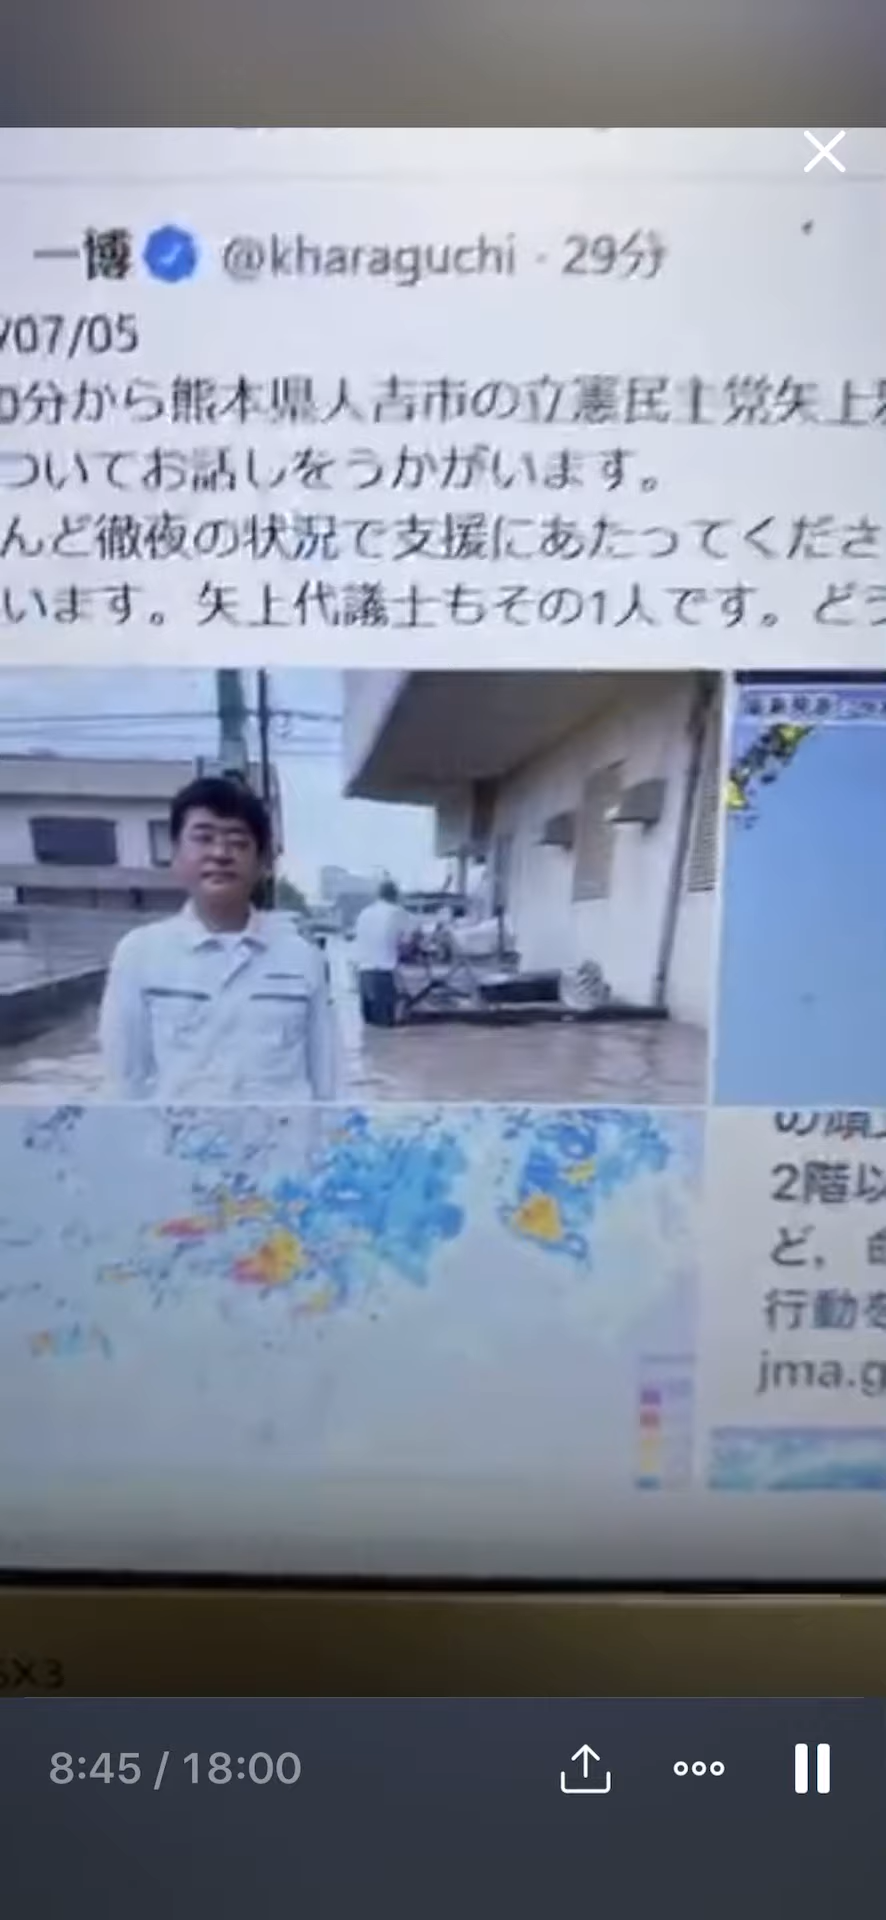 一博 @kharaguchi · 29分
/07/05
0分から熊本県人吉市の立憲民主党矢上
ついてお話しをうかがいます。
んど徹夜の状況で支援にあたってくださ
います。矢上代議士もその1人です。どう
2階以
ど、
行動を
jma.g
SX3
8:45 / 18:00